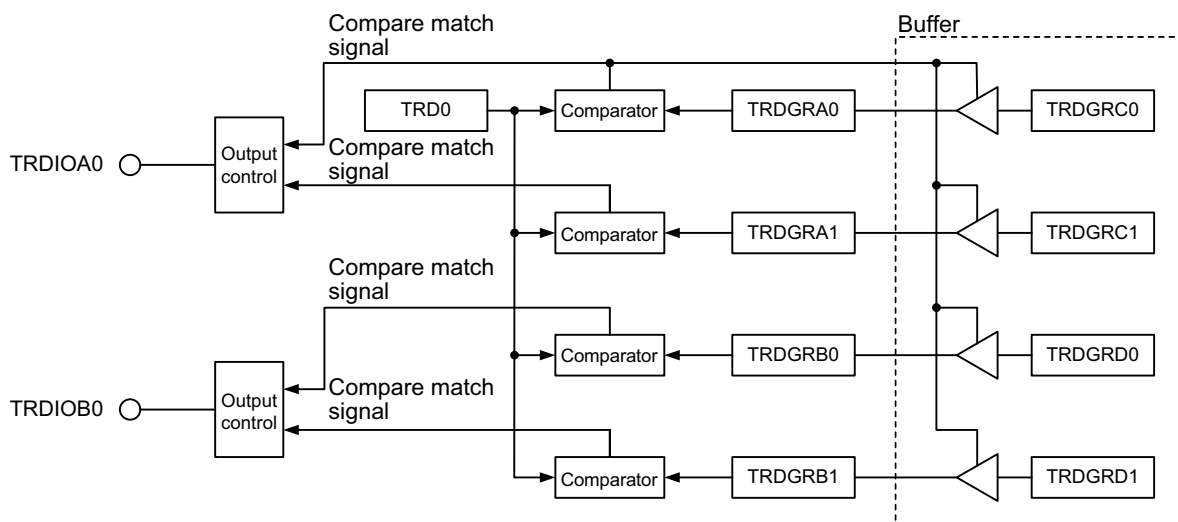 Buffer
Compare match
signal
TRD0
Comparator
TRDGRA0
TRDGRC0
TRDIOA0
Output
control
Compare match
signal
Comparator
TRDGRA1
TRDGRC1
Compare match
signal
Comparator
TRDGRB0
TRDGRD0
TRDIOB0
Output
control
Compare match
signal
Comparator
TRDGRB1
TRDGRD1